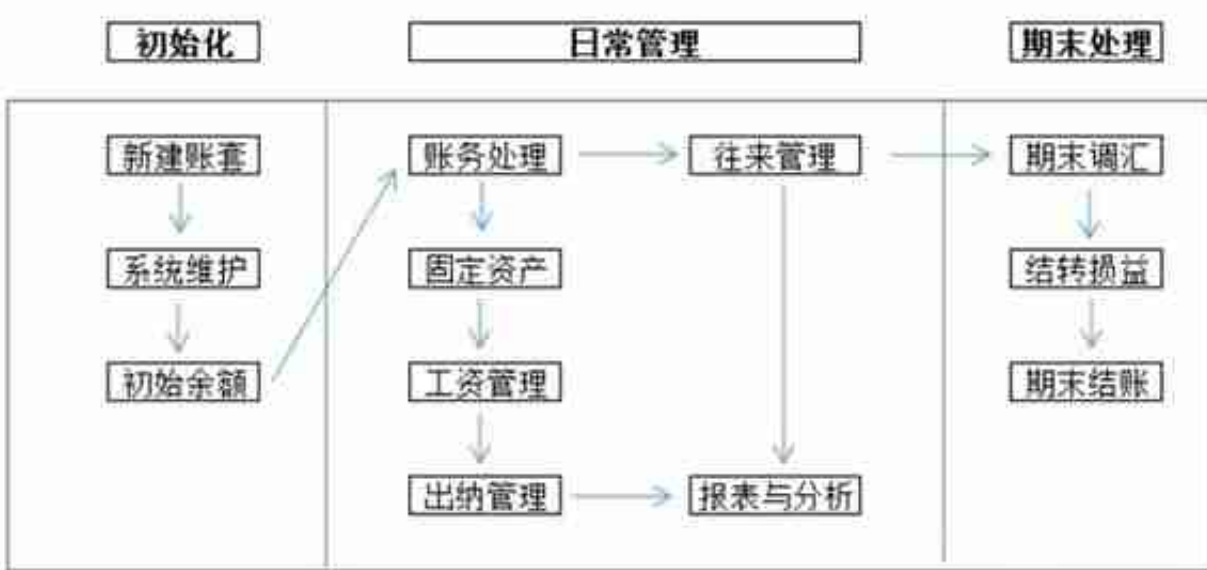 初始化
日常管理
期末处理
新建账套
账务处理
往来管理
期末调汇
系统维护
固定资产
结转损益
初始余额
工资管理
期末结账
出纳管理
报表与分析